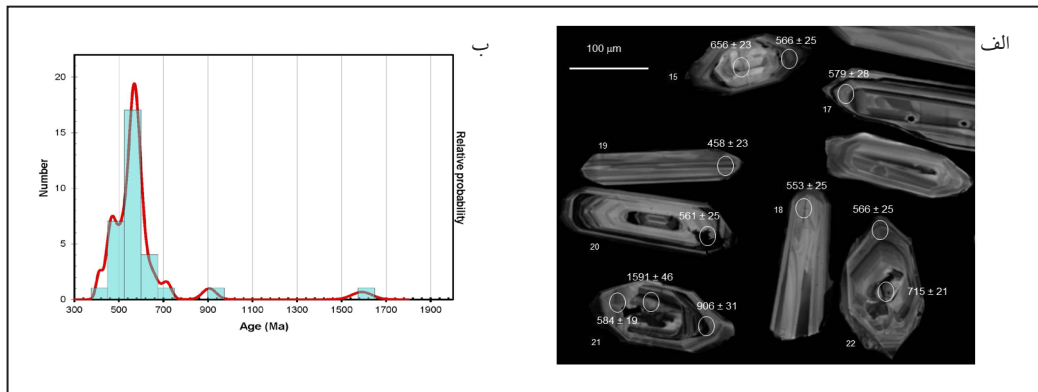 ب
20
15
10
5
0
Number
Relative probability
300 500 700 900 1100 1300 1500 1700 1900
Age (Ma)
الف
100 µm
656 ± 23
566 ± 25
15
579 ± 28
17
19
458 ± 23
553 ± 25
18
561 ± 25
20
566 ± 25
1591 ± 46
584 ± 19
906 ± 31
21
715 ± 21
22